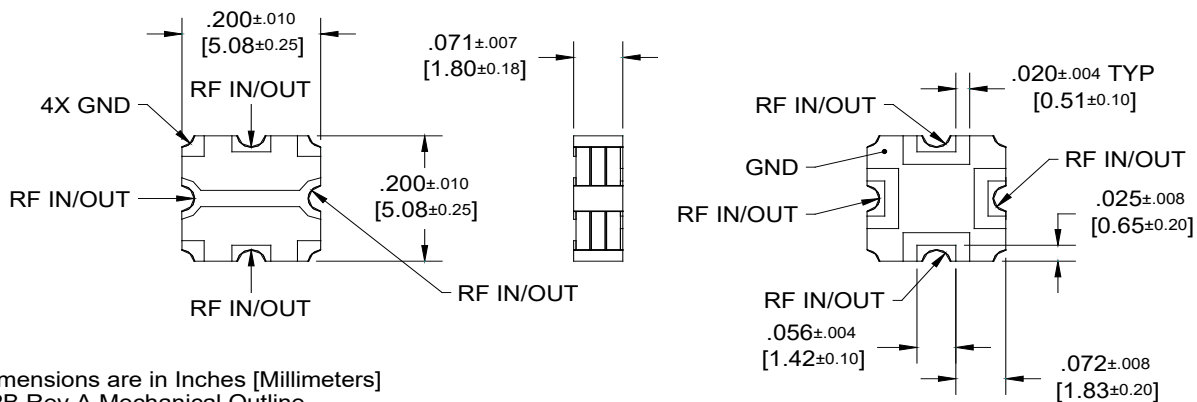 .200±.010
[5.08±0.25]
RF IN/OUT
4X GND
RF IN/OUT
.200±.010
[5.08±0.25]
RF IN/OUT
RF IN/OUT
.071±.007
[1.80±0.18]
.020±.004 TYP
[0.51±0.10]
RF IN/OUT
GND
RF IN/OUT
RF IN/OUT
.025±.008
[0.65±0.20]
RF IN/OUT
.056±.004
[1.42±0.10]
.072±.008
[1.83±0.20]
mensions are in Inches [Millimeters]
Rev A Mechanical Outline